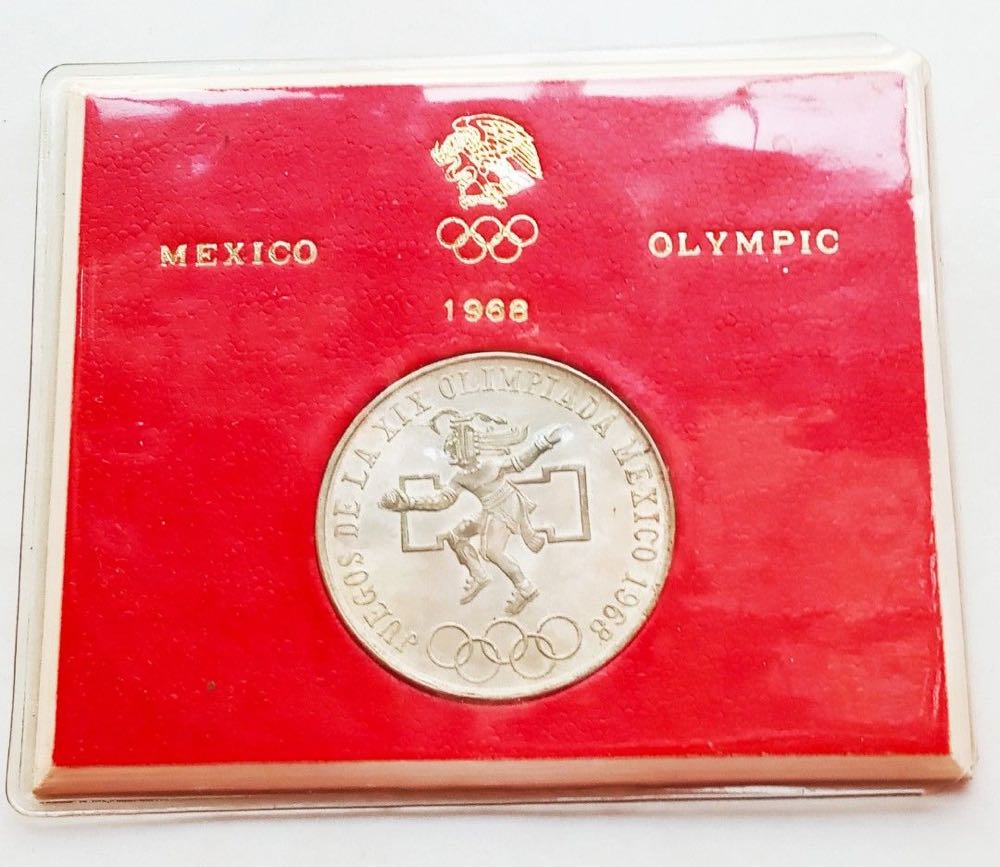 MEXICO
OLYMPIC
1968
JUEGOS DE LA XIX OLIMPIADA MEXICO 1968